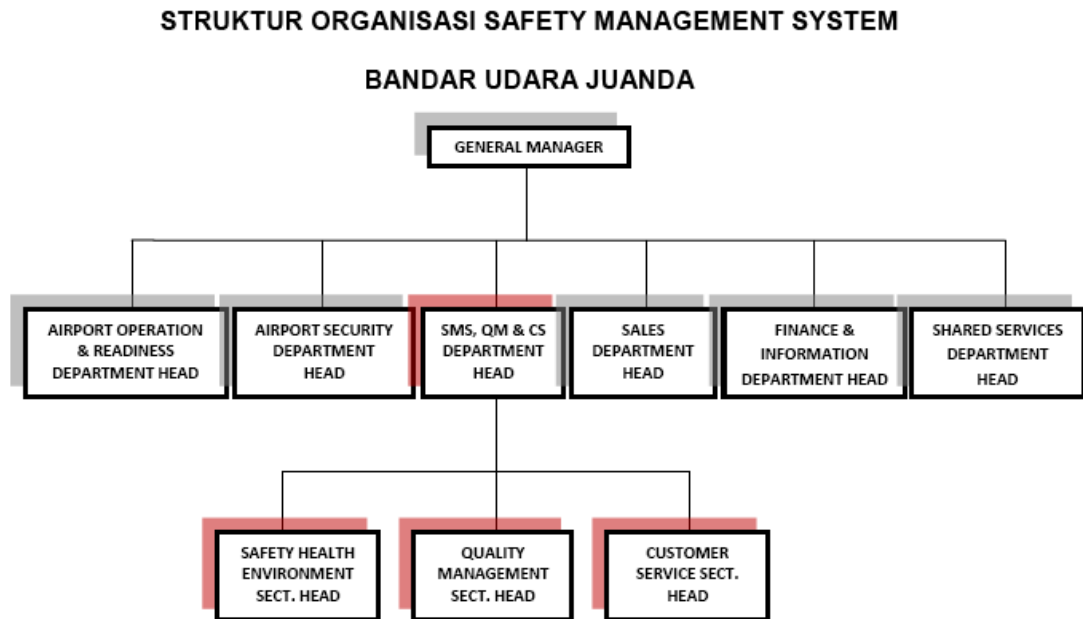 STRUKTUR ORGANISASI SAFETY MANAGEMENT SYSTEM
BANDAR UDARA JUANDA
GENERAL MANAGER
AIRPORT OPERATION
& READINESS
DEPARTMENT HEAD
AIRPORT SECURITY
DEPARTMENT
HEAD
SMS, QM & CS
DEPARTMENT
HEAD
SALES
DEPARTMENT
HEAD
FINANCE &
INFORMATION
DEPARTMENT HEAD
SHARED SERVICES
DEPARTMENT
HEAD
SAFETY HEALTH
ENVIRONMENT
SECT. HEAD
QUALITY
MANAGEMENT
SECT. HEAD
CUSTOMER
SERVICE SECT.
HEAD